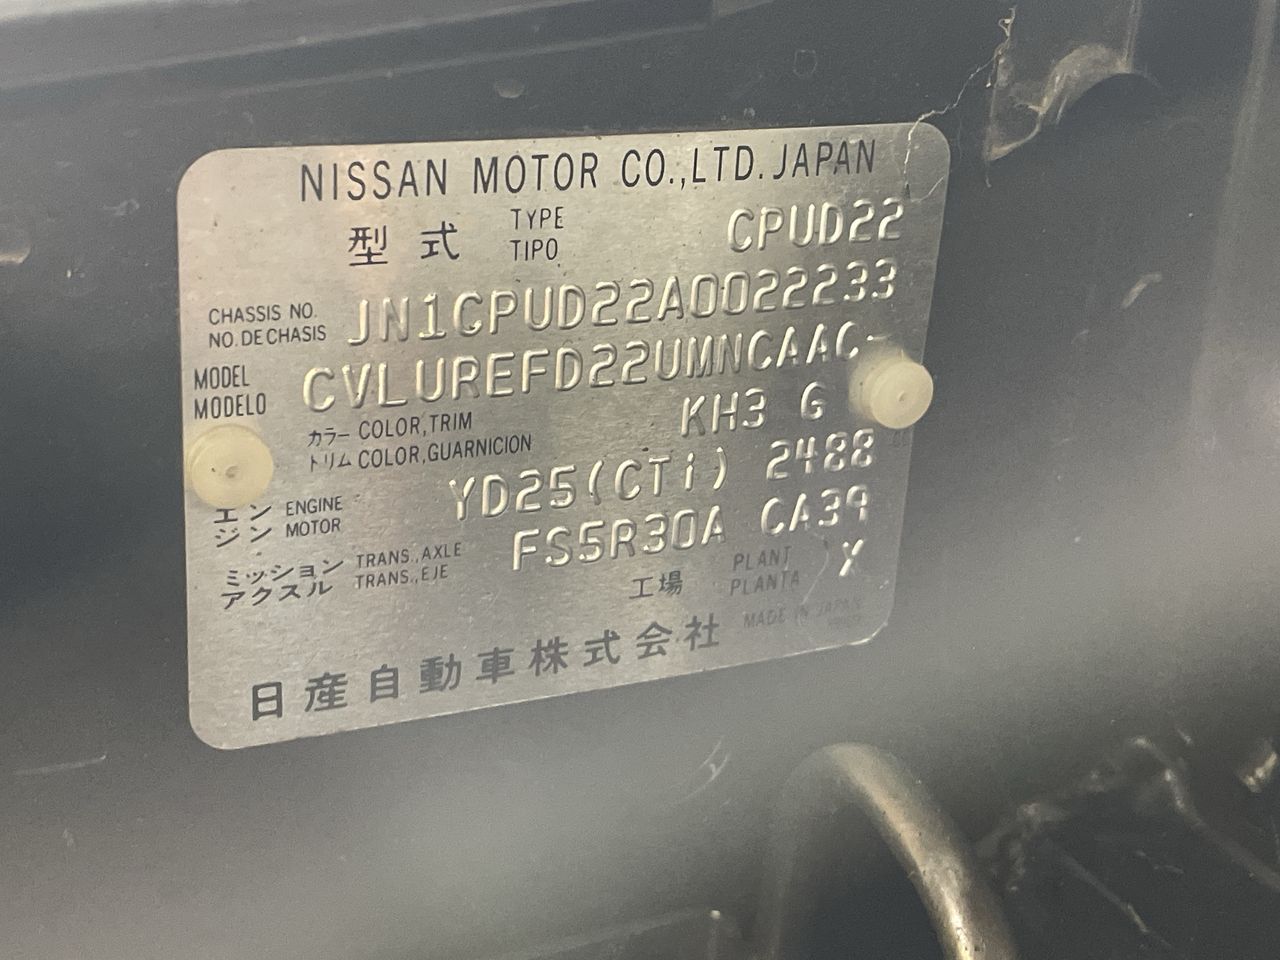 NISSAN MOTOR CO.,LTD. JAPAN
型式 TYPE TIPO CPUD22
CHASSIS NO. NO. DE CHASIS JN1CPUD22A0022233
MODEL MODELO CVLUREFD22UMNCAAC-
カラー COLOR,TRIM KH3 G
トリム COLOR,GUARNICION
エンジン ENGINE MOTOR YD25(CTi) 2488
ミッション TRANS.,AXLE FS5R30A CA39
アクスル TRANS.,EJE
工場 PLANT PLANTA Y
日産自動車株式会社 MADE IN JAPAN